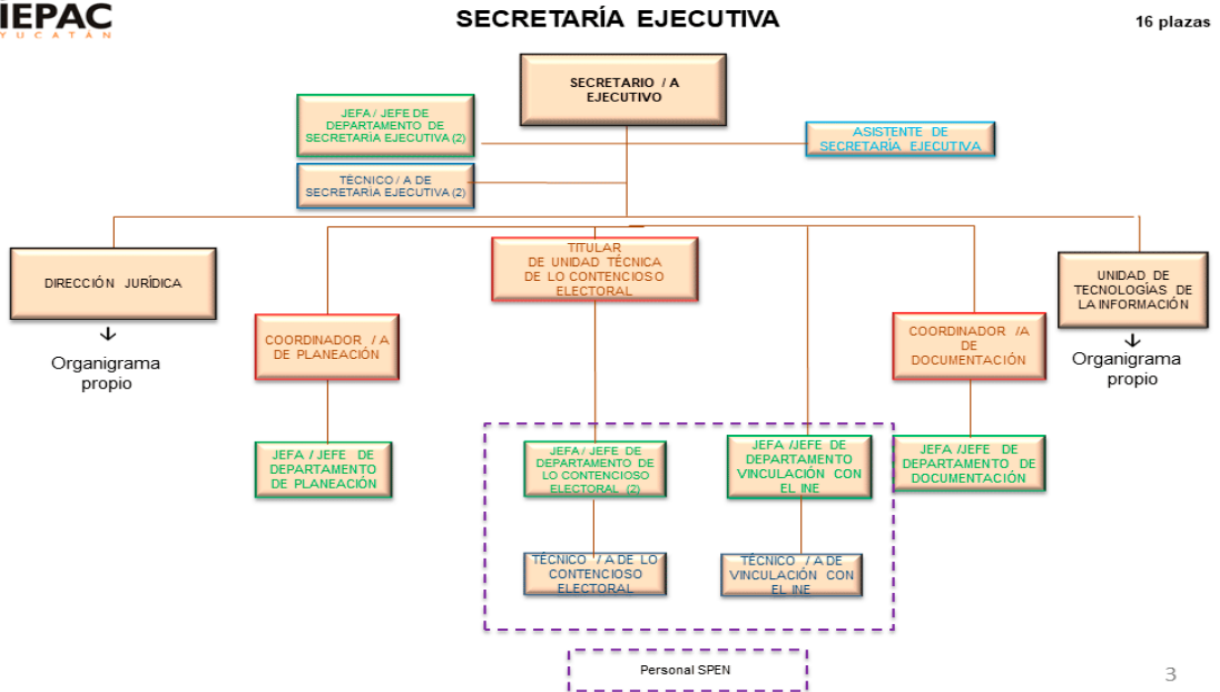 IEPAC
YUCATÁN
SECRETARÍA EJECUTIVA
16 plazas
SECRETARIO / A
EJECUTIVO
JEFA / JEFE DE
DEPARTAMENTO DE
SECRETARÍA EJECUTIVA (2)
ASISTENTE DE
SECRETARÍA EJECUTIVA
TÉCNICO / A DE
SECRETARÍA EJECUTIVA (2)
DIRECCIÓN JURÍDICA
Organigrama
propio
COORDINADOR / A
DE PLANEACIÓN
TITULAR
DE UNIDAD TÉCNICA
DE LO CONTENCIOSO
ELECTORAL
COORDINADOR /A
DE
DOCUMENTACIÓN
UNIDAD DE
TECNOLOGÍAS DE
LA INFORMACIÓN
Organigrama
propio
JEFA / JEFE DE
DEPARTAMENTO
DE PLANEACIÓN
JEFA / JEFE DE
DEPARTAMENTO DE
LO CONTENCIOSO
ELECTORAL (2)
JEFA /JEFE DE
DEPARTAMENTO
VINCULACIÓN CON
EL INE
JEFA /JEFE DE
DEPARTAMENTO DE
DOCUMENTACIÓN
TÉCNICO / A DE LO
CONTENCIOSO
ELECTORAL
TÉCNICO / A DE
VINCULACIÓN CON
EL INE
Personal SPEN
3